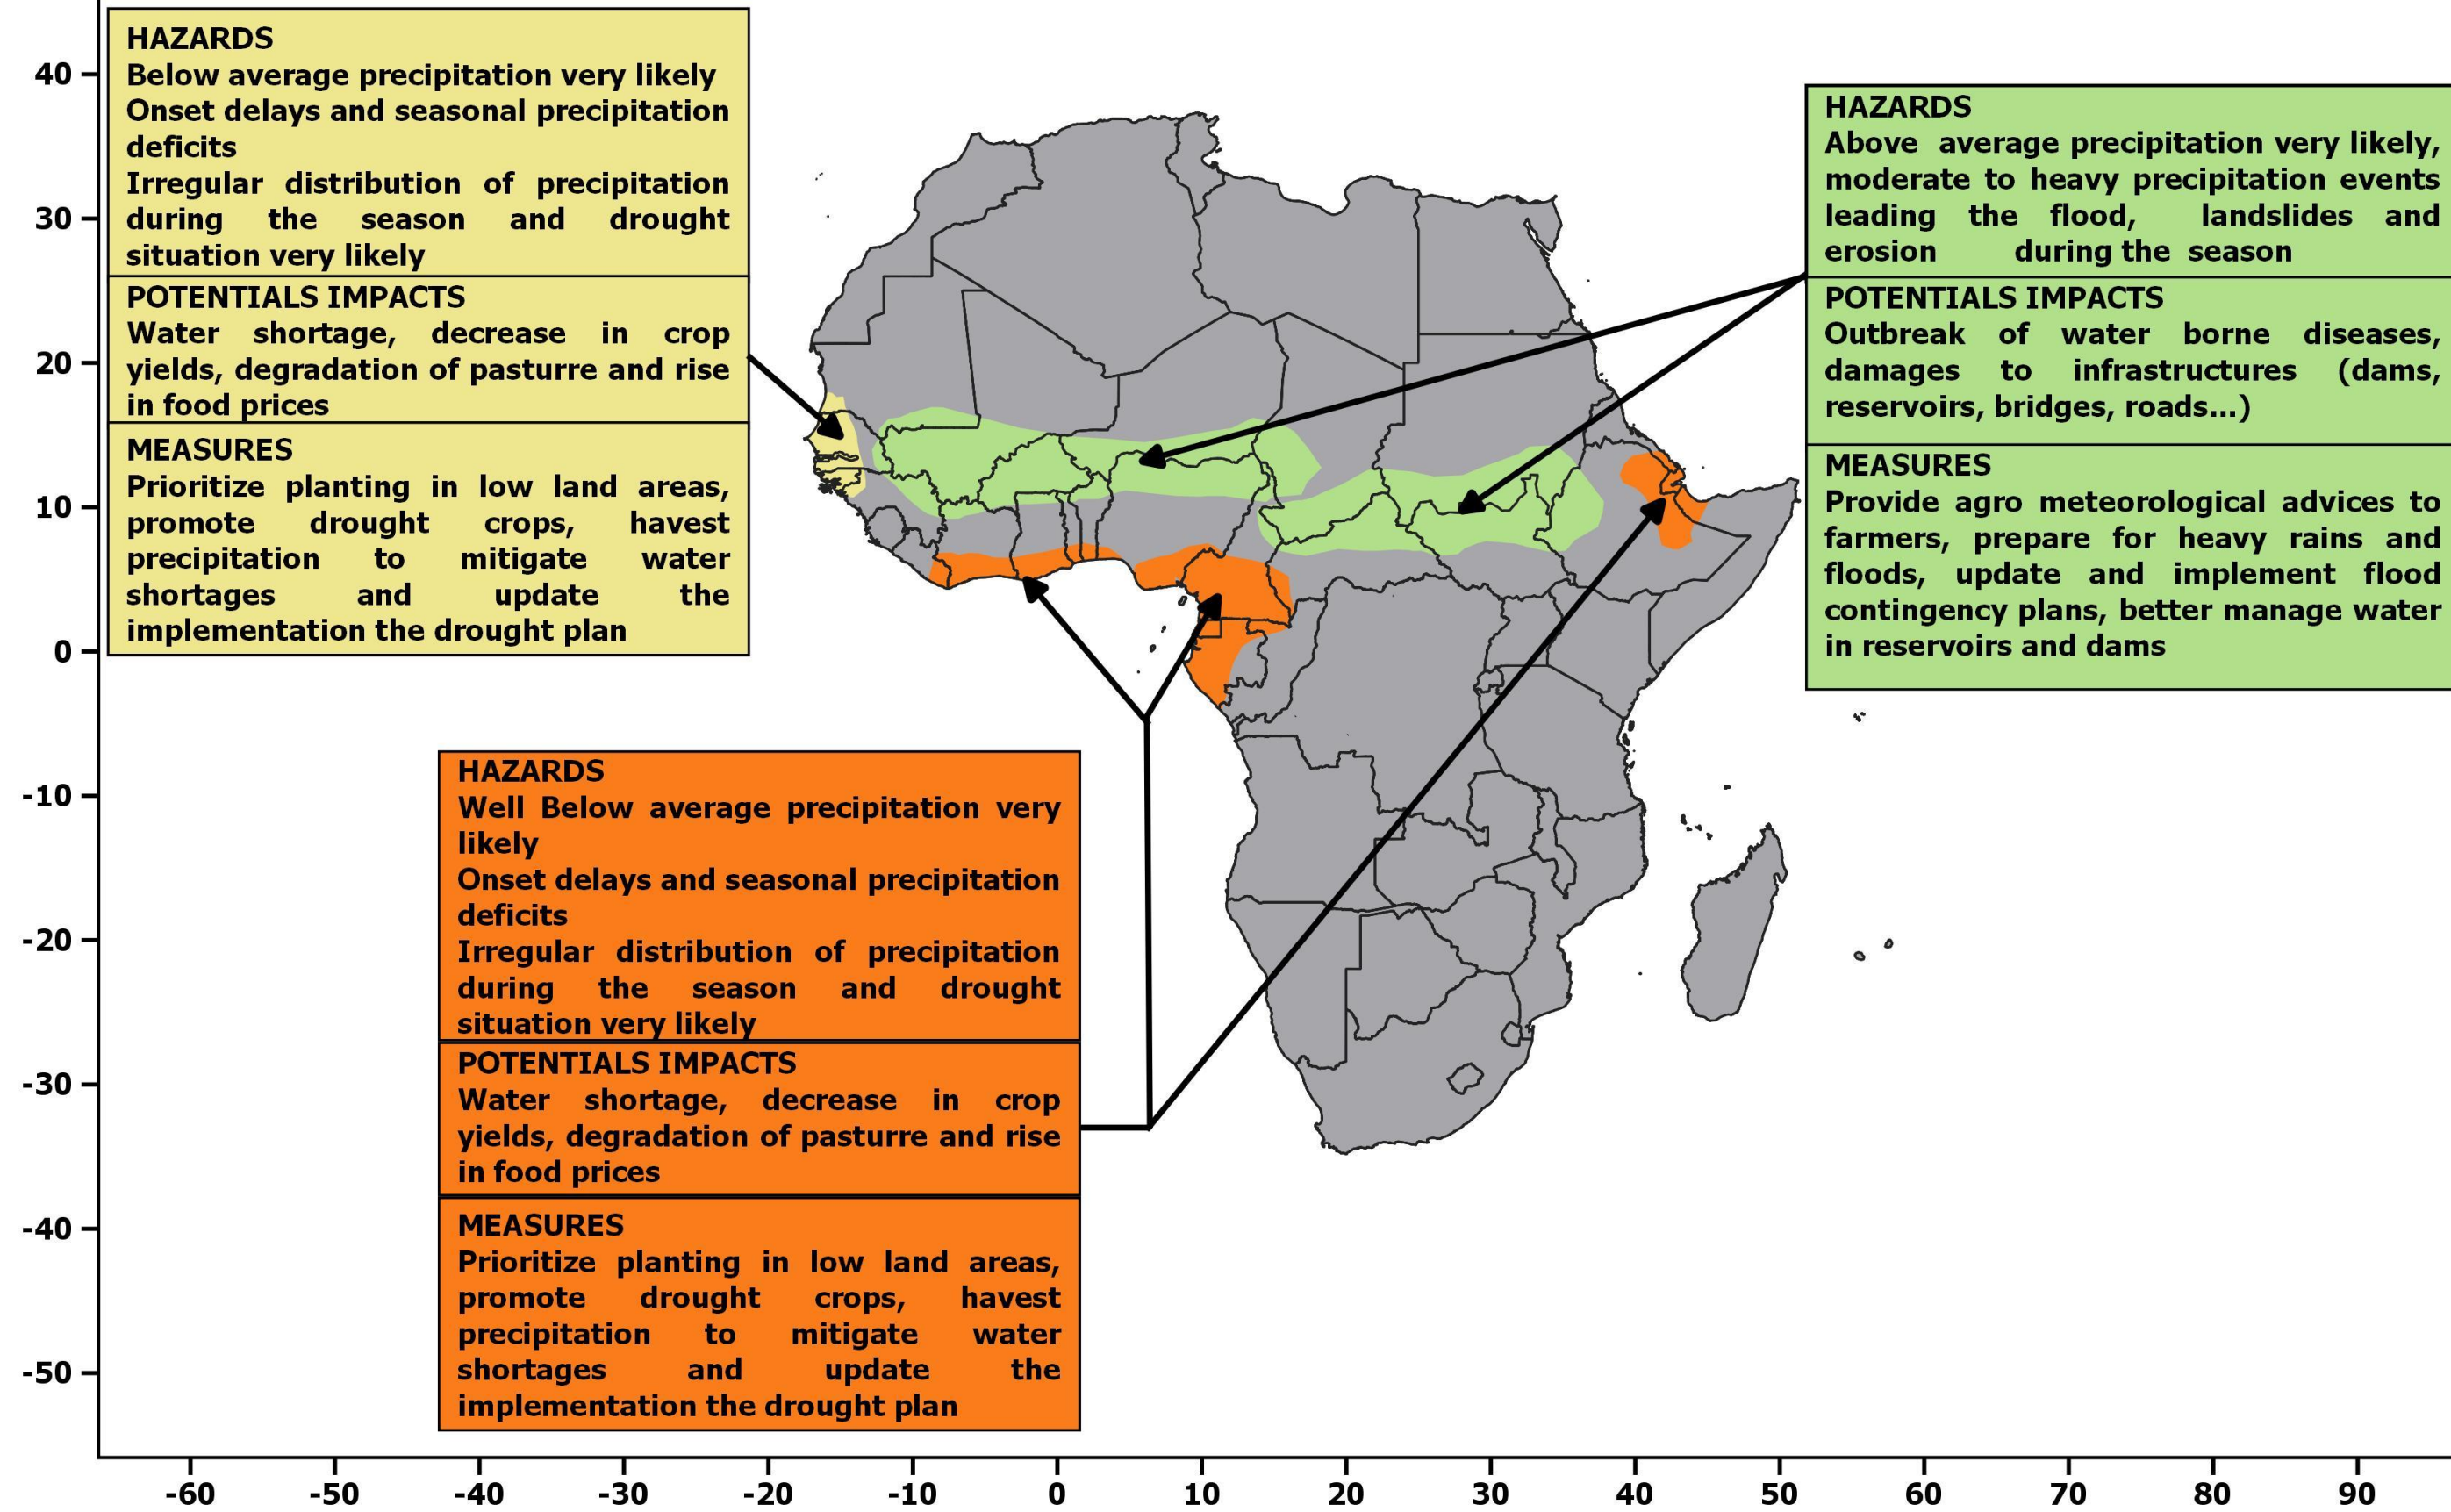 HAZARDS
Below average precipitation very likely
Onset delays and seasonal precipitation
deficits
Irregular distribution of precipitation
during the season and drought
situation very likely
POTENTIALS IMPACTS
Water shortage, decrease in crop
yields, degradation of pasturre and rise
in food prices
MEASURES
Prioritize planting in low land areas,
promote drought crops, havest
precipitation to mitigate water
shortages and update the
implementation the drought plan
HAZARDS
Above average precipitation very likely,
moderate to heavy precipitation events
leading the flood, landslides and
erosion during the season
POTENTIALS IMPACTS
Outbreak of water borne diseases,
damages to infrastructures (dams,
reservoirs, bridges, roads...)
MEASURES
Provide agro meteorological advices to
farmers, prepare for heavy rains and
floods, update and implement flood
contingency plans, better manage water
in reservoirs and dams
HAZARDS
Well Below average precipitation very
likely
Onset delays and seasonal precipitation
deficits
Irregular distribution of precipitation
during the season and drought
situation very likely
POTENTIALS IMPACTS
Water shortage, decrease in crop
yields, degradation of pasturre and rise
in food prices
MEASURES
Prioritize planting in low land areas,
promote drought crops, havest
precipitation to mitigate water
shortages and update the
implementation the drought plan
40
30
20
10
0
-10
-20
-30
-40
-50
-60 -50 -40 -30 -20 -10 0 10 20 30 40 50 60 70 80 90